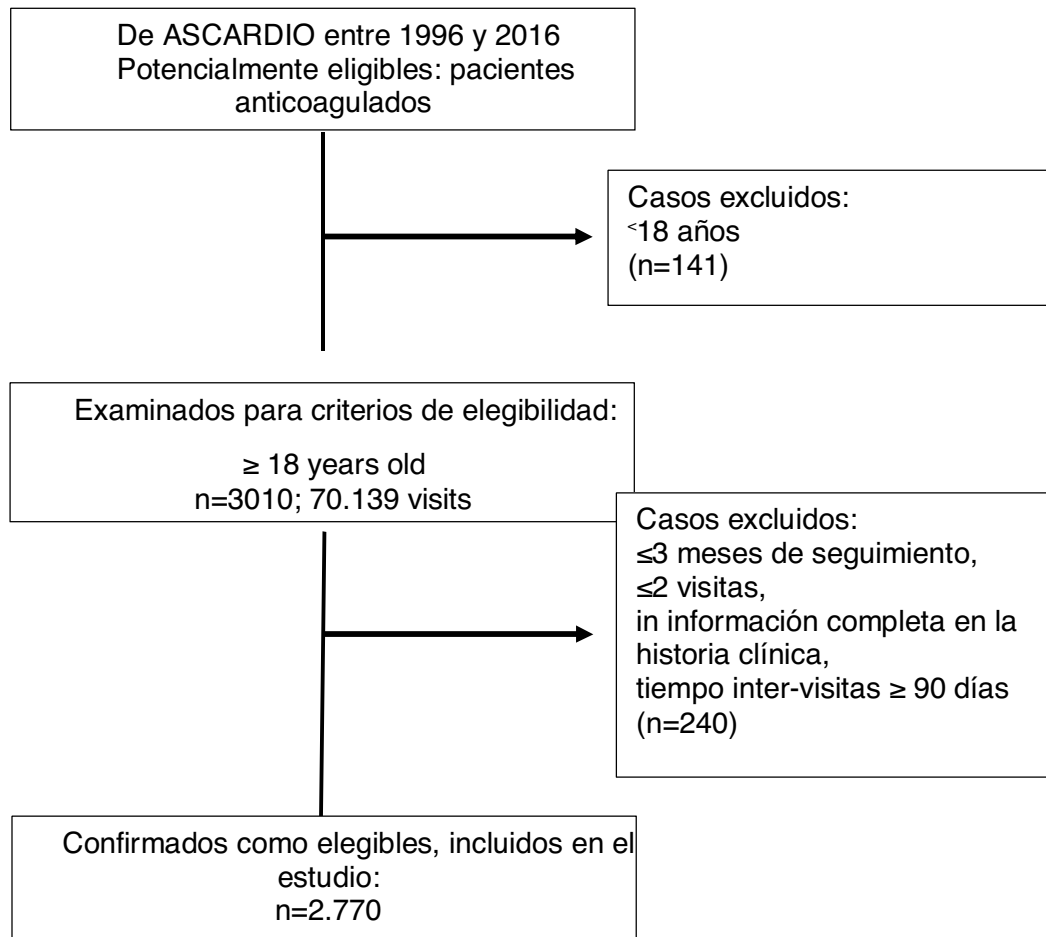 De ASCARDIO entre 1996 y 2016
Potencialmente eligibles: pacientes
anticoagulados
Casos excluidos:
<18 años
(n=141)
Examinados para criterios de elegibilidad:
≥ 18 years old
n=3010; 70.139 visits
Casos excluidos:
≤3 meses de seguimiento,
≤2 visitas,
in información completa en la
historia clínica,
tiempo inter-visitas ≥ 90 días
(n=240)
Confirmados como elegibles, incluidos en el
estudio:
n=2.770